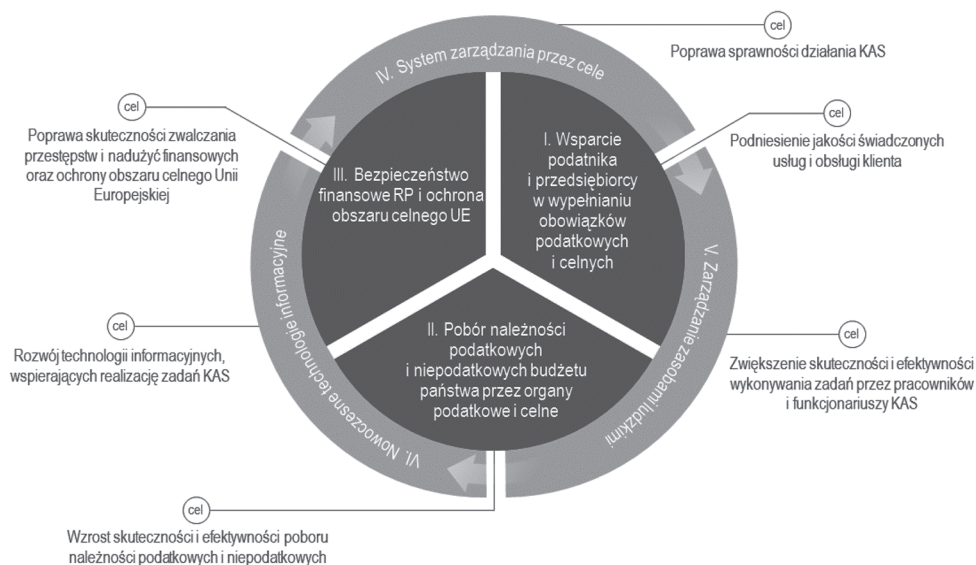 cel
Poprawa sprawności działania KAS
IV. System zarządzania przez cele
cel
Poprawa skuteczności zwalczania
przestępstw i nadużyć finansowych
oraz ochrony obszaru celnego Unii
Europejskiej
cel
Podniesienie jakości świadczonych
usług i obsługi klienta
I. Wsparcie
podatnika
i przedsiębiorcy
w wypełnianiu
obowiązków
podatkowych
i celnych
III. Bezpieczeństwo
finansowe RP i ochrona
obszaru celnego UE
V. Zarządzanie zasobami ludzkimi
VI. Nowoczesne technologie informacyjne
cel
Rozwój technologii informacyjnych,
wspierających realizację zadań KAS
II. Pobór należności
podatkowych
i niepodatkowych budżetu
państwa przez organy
podatkowe i celne
cel
Zwiększenie skuteczności i efektywności
wykonywania zadań przez pracowników
i funkcjonariuszy KAS
cel
Wzrost skuteczności i efektywności poboru
należności podatkowych i niepodatkowych